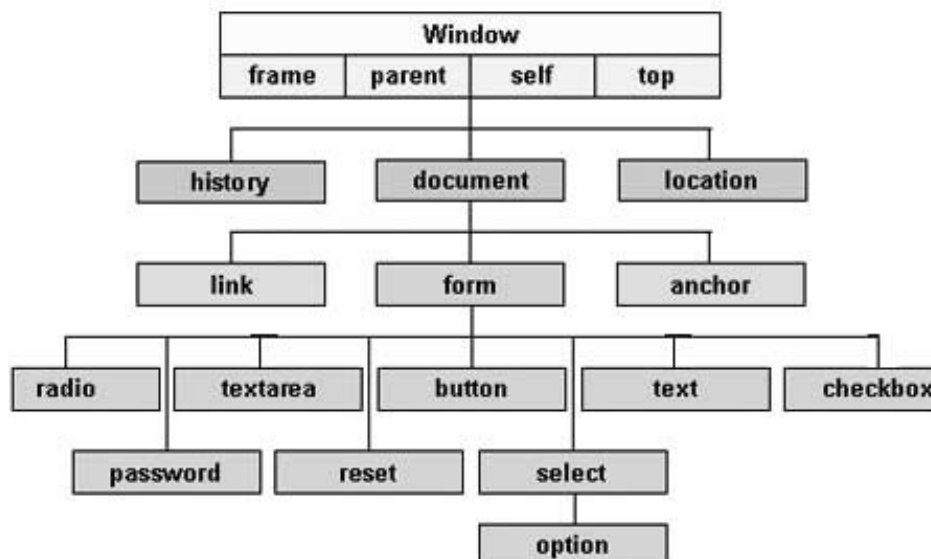 Window
frame parent self top
history document location
link form anchor
radio textarea button text checkbox
password reset select
option